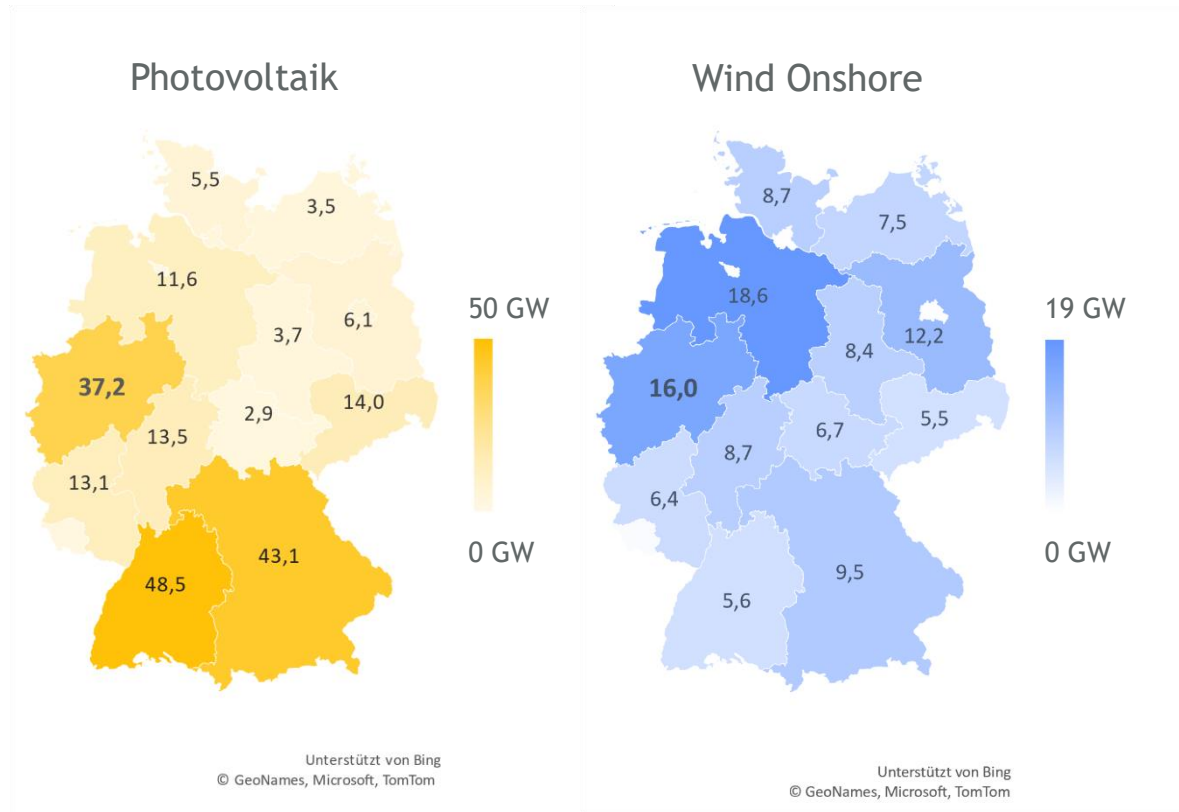 Photovoltaik
5,5
3,5
11,6
3,7
6,1
37,2
2,9
14,0
13,5
13,1
43,1
48,5
50 GW
0 GW
Unterstützt von Bing
© GeoNames, Microsoft, TomTom
Wind Onshore
8,7
7,5
18,6
12,2
8,4
16,0
5,5
6,7
8,7
6,4
9,5
5,6
19 GW
0 GW
Unterstützt von Bing
© GeoNames, Microsoft, TomTom